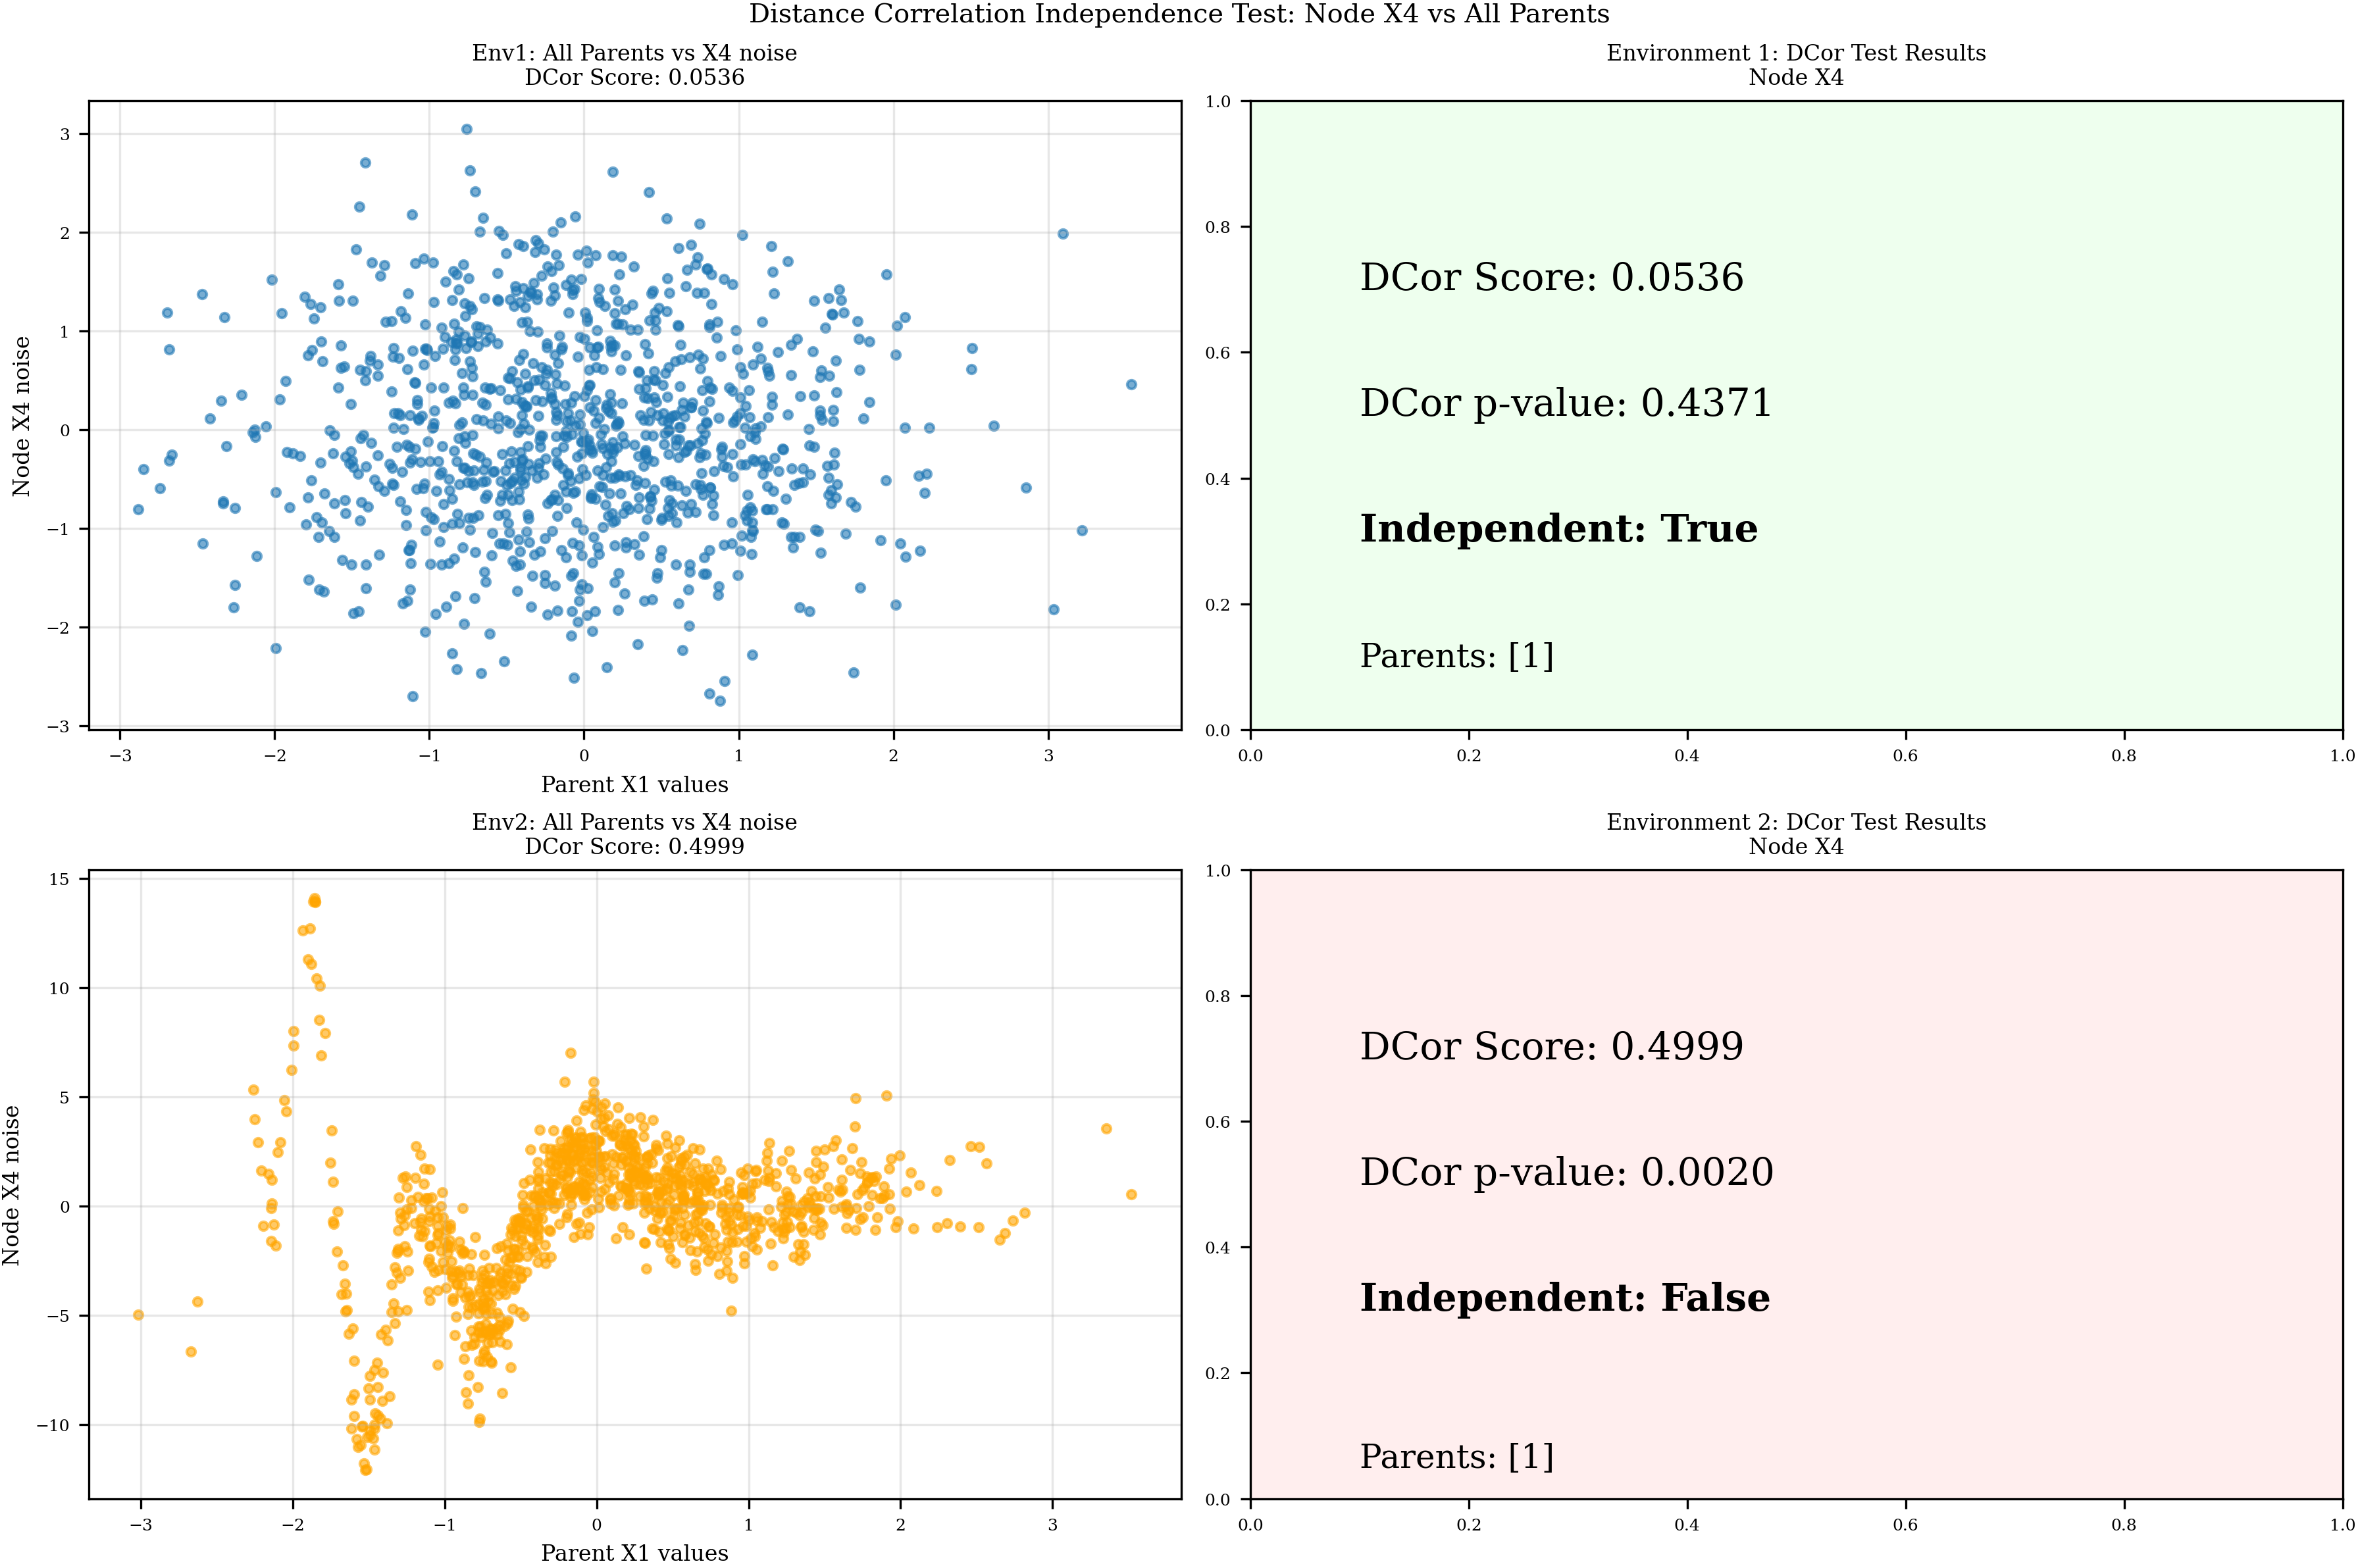 Distance Correlation Independence Test: Node X4 vs All Parents
Env1: All Parents vs X4 noise
DCor Score: 0.0536
3
2
1
0
−1
−2
−3
Node X4 noise
−3 −2 −1 0 1 2 3
Parent X1 values
Environment 1: DCor Test Results
Node X4
1.0
0.8
0.6
0.4
0.2
0.0
DCor Score: 0.0536
DCor p-value: 0.4371
Independent: True
Parents: [1]
0.0 0.2 0.4 0.6 0.8 1.0
Env2: All Parents vs X4 noise
DCor Score: 0.4999
15
10
5
0
−5
−10
Node X4 noise
−3 −2 −1 0 1 2 3
Parent X1 values
Environment 2: DCor Test Results
Node X4
1.0
0.8
0.6
0.4
0.2
0.0
DCor Score: 0.4999
DCor p-value: 0.0020
Independent: False
Parents: [1]
0.0 0.2 0.4 0.6 0.8 1.0